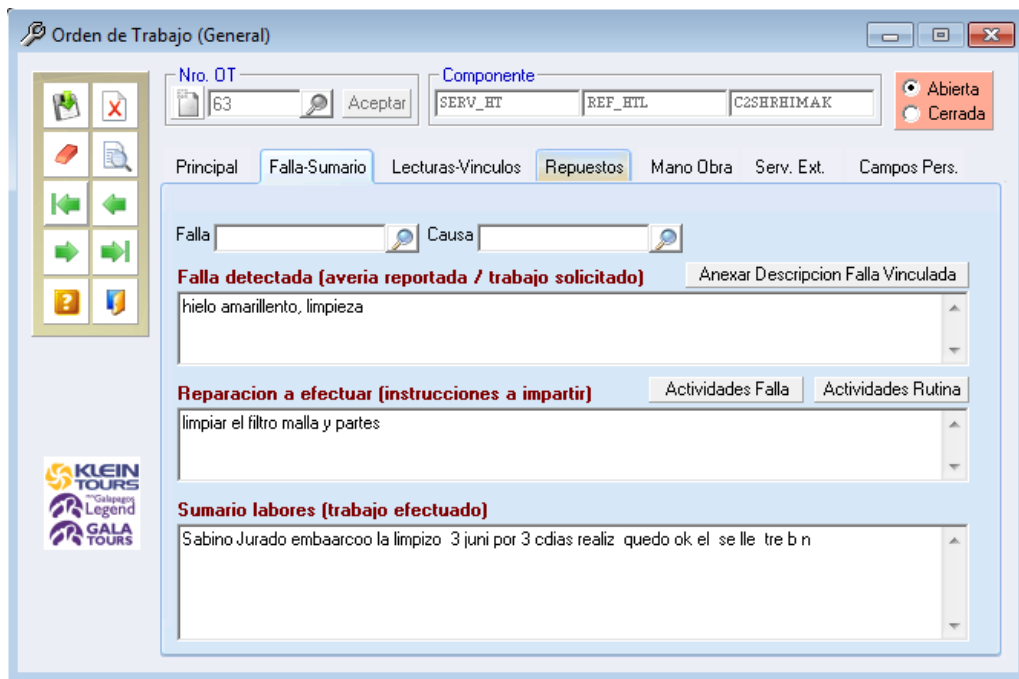 Orden de Trabajo (General)
Nro. OT
63
Aceptar
Componente
SERV_HT
REF_HTL
C2SHRHIMAK
Abierta
Cerrada
Principal
Falla-Sumario
Lecturas-Vinculos
Repuestos
Mano Obra
Serv. Ext.
Campos Pers.
Falla
Causa
Falla detectada (averia reportada / trabajo solicitado)
Anexar Descripcion Falla Vinculada
hielo amarillento, limpieza
Reparacion a efectuar (instrucciones a impartir)
Actividades Falla
Actividades Rutina
limpiar el filtro malla y partes
KLEIN
TOURS
Galapagos
Legend
GALA
TOURS
Sumario labores (trabajo efectuado)
Sabino Jurado embaarcoo la limpizo 3 juni por 3 cdias realiz quedo ok el se lle tre b n